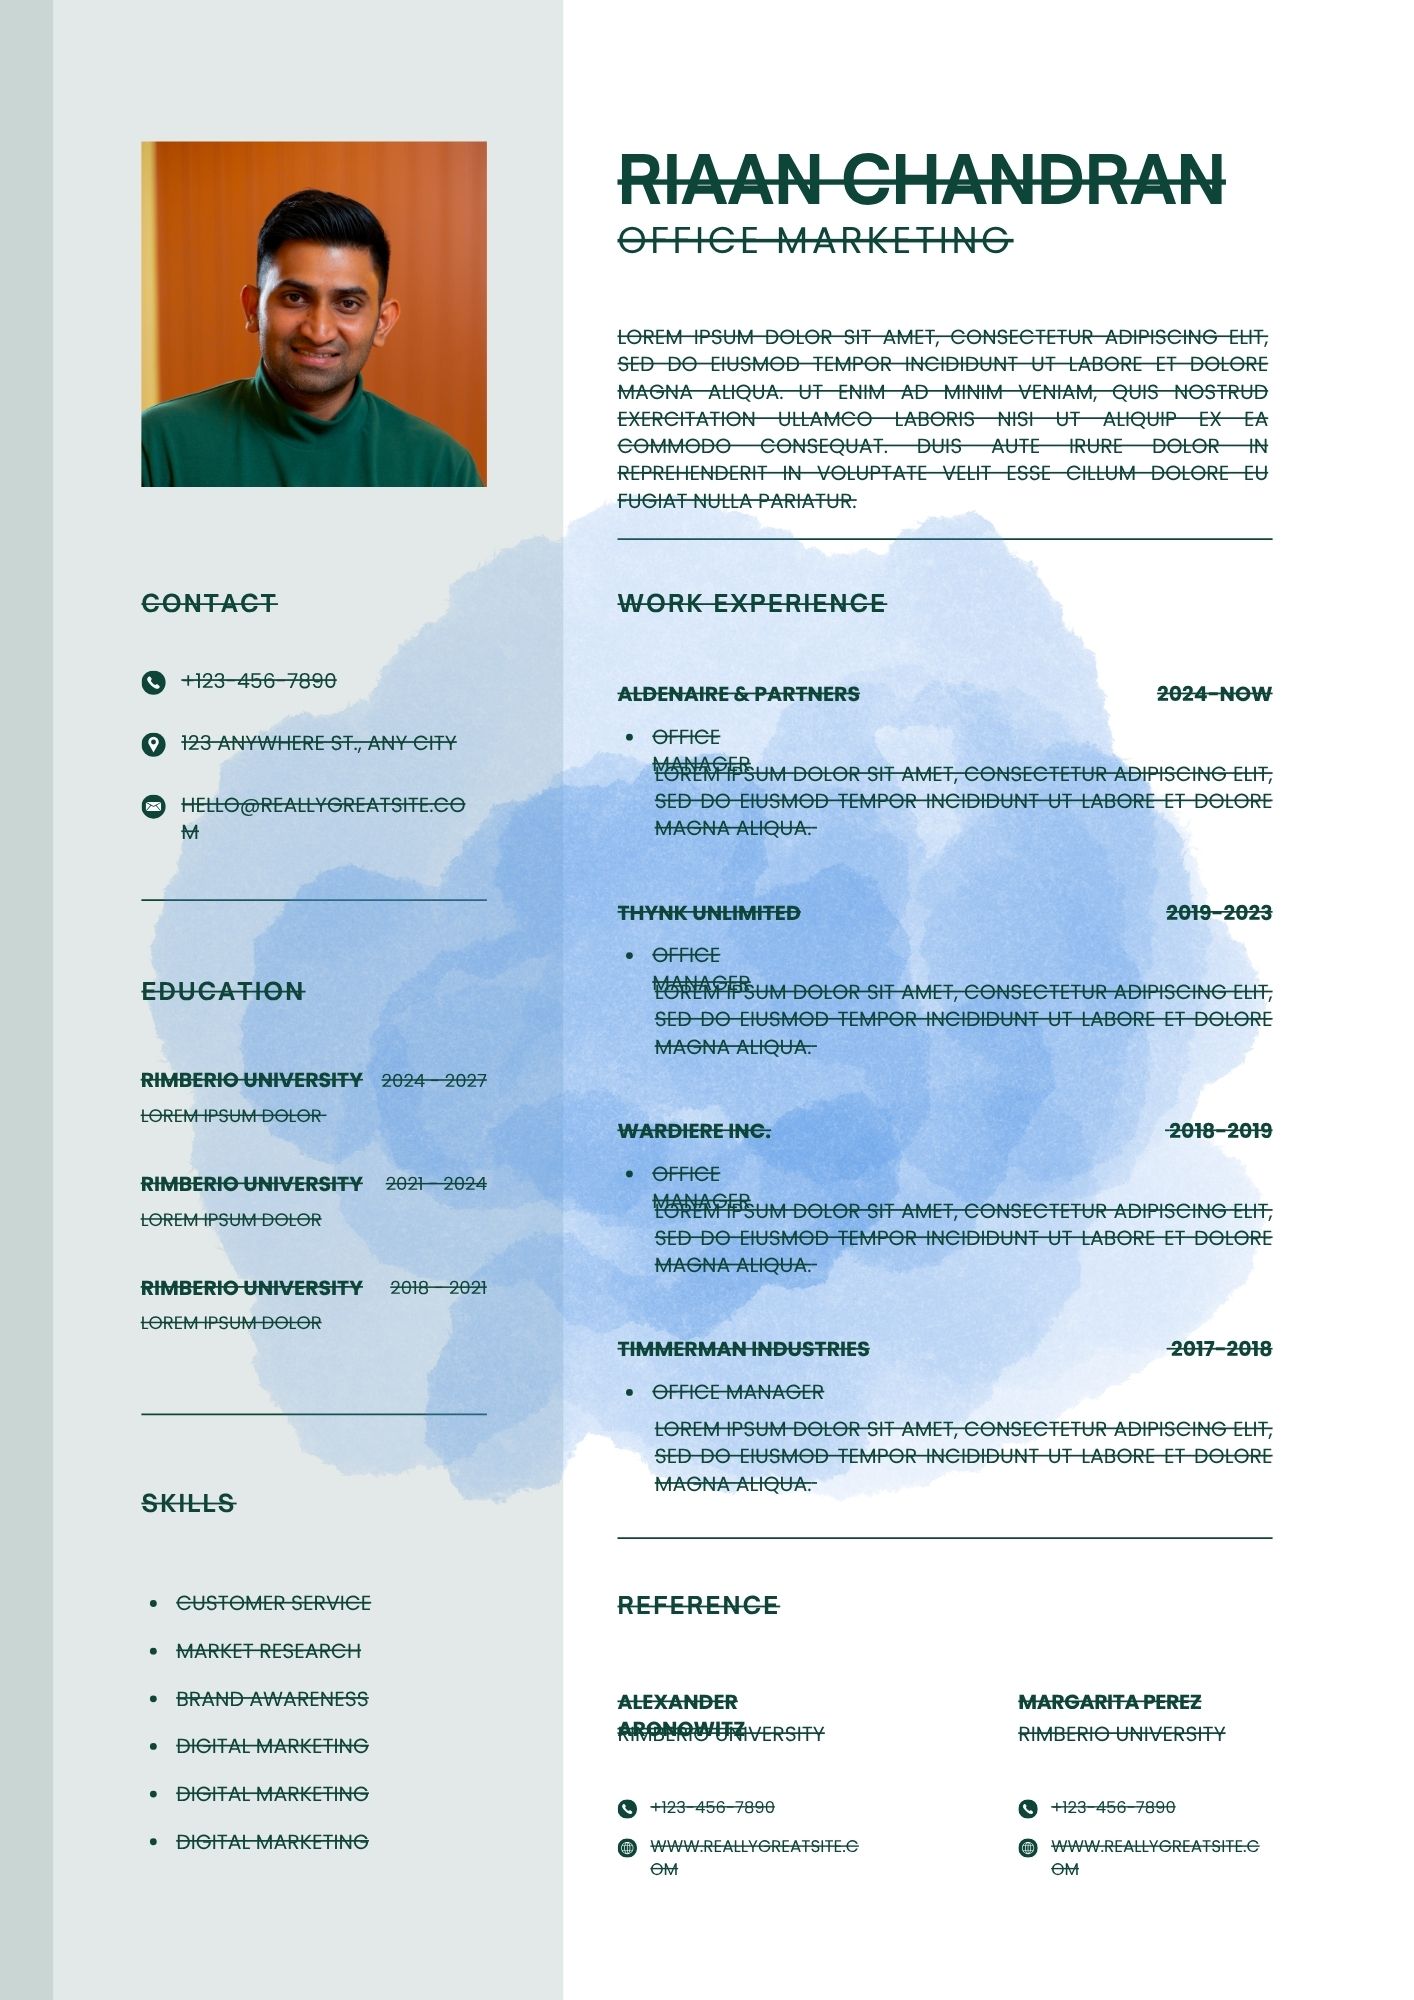 RIAAN CHANDRAN
OFFICE MARKETING
LOREM IPSUM DOLOR SIT AMET, CONSECTETUR ADIPISCING ELIT,
SED DO EIUSMOD TEMPOR INCIDIDUNT UT LABORE ET DOLORE
MAGNA ALIQUA. UT ENIM AD MINIM VENIAM, QUIS NOSTRUD
EXERCITATION ULLAMCO LABORIS NISI UT ALIQUIP EX EA
COMMODO CONSEQUAT. DUIS AUTE IRURE DOLOR IN
REPREHENDERIT IN VOLUPTATE VELIT ESSE CILLUM DOLORE EU
FUGIAT NULLA PARIATUR.
CONTACT
+123-456-7890
123 ANYWHERE ST., ANY CITY
HELLO@REALLYGREATSITE.CO
M
EDUCATION
RIMBERIO UNIVERSITY 2024 - 2027
LOREM IPSUM DOLOR
RIMBERIO UNIVERSITY 2021 - 2024
LOREM IPSUM DOLOR
RIMBERIO UNIVERSITY 2018 - 2021
LOREM IPSUM DOLOR
SKILLS
• CUSTOMER SERVICE
• MARKET RESEARCH
• BRAND AWARENESS
• DIGITAL MARKETING
• DIGITAL MARKETING
• DIGITAL MARKETING
WORK EXPERIENCE
ALDENAIRE & PARTNERS 2024-NOW
• OFFICE
MANAGER
LOREM IPSUM DOLOR SIT AMET, CONSECTETUR ADIPISCING ELIT,
SED DO EIUSMOD TEMPOR INCIDIDUNT UT LABORE ET DOLORE
MAGNA ALIQUA.
THYNK UNLIMITED 2019-2023
• OFFICE
MANAGER
LOREM IPSUM DOLOR SIT AMET, CONSECTETUR ADIPISCING ELIT,
SED DO EIUSMOD TEMPOR INCIDIDUNT UT LABORE ET DOLORE
MAGNA ALIQUA.
WARDIERE INC. 2018-2019
• OFFICE
MANAGER
LOREM IPSUM DOLOR SIT AMET, CONSECTETUR ADIPISCING ELIT,
SED DO EIUSMOD TEMPOR INCIDIDUNT UT LABORE ET DOLORE
MAGNA ALIQUA.
TIMMERMAN INDUSTRIES 2017-2018
• OFFICE MANAGER
LOREM IPSUM DOLOR SIT AMET, CONSECTETUR ADIPISCING ELIT,
SED DO EIUSMOD TEMPOR INCIDIDUNT UT LABORE ET DOLORE
MAGNA ALIQUA.
REFERENCE
ALEXANDER
ARONOWITZ
RIMBERIO UNIVERSITY
+123-456-7890
WWW.REALLYGREATSITE.C
OM
MARGARITA PEREZ
RIMBERIO UNIVERSITY
+123-456-7890
WWW.REALLYGREATSITE.C
OM